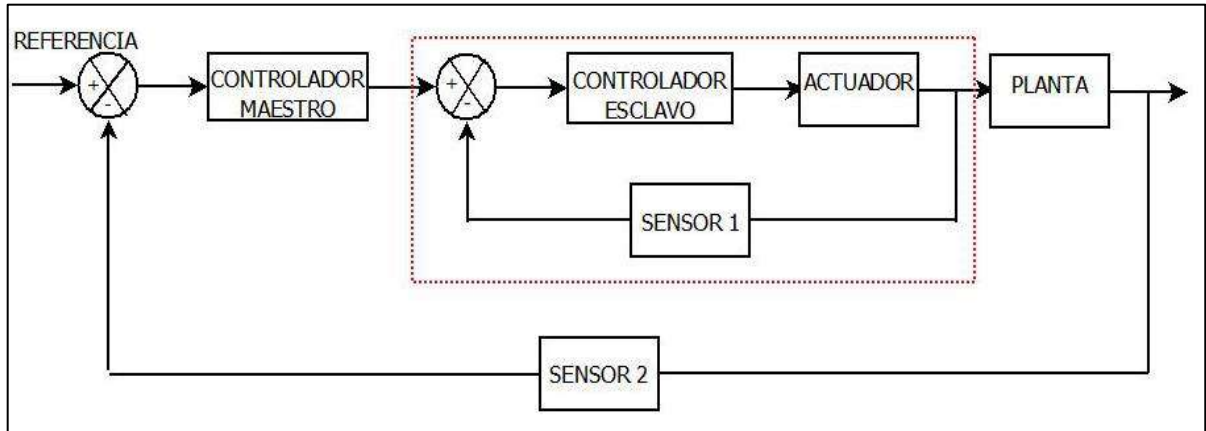 REFERENCIA
+
-
CONTROLADOR
MAESTRO
+
-
CONTROLADOR
ESCLAVO
ACTUADOR
PLANTA
SENSOR 1
SENSOR 2